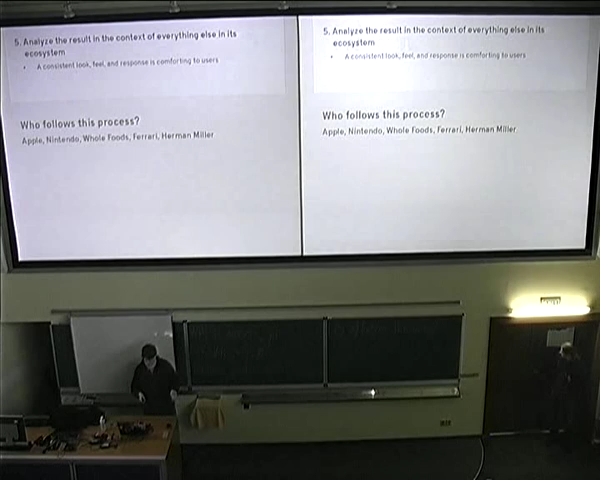 5. Analyze the result in the context of everything else in its
ecosystem
• A consistent look, feel, and response is comforting to users
Who follows this process?
Apple, Nintendo, Whole Foods, Ferrari, Herman Miller
5. Analyze the result in the context of everything else in its
ecosystem
• A consistent look, feel, and response is comforting to users
Who follows this process?
Apple, Nintendo, Whole Foods, Ferrari, Herman Miller